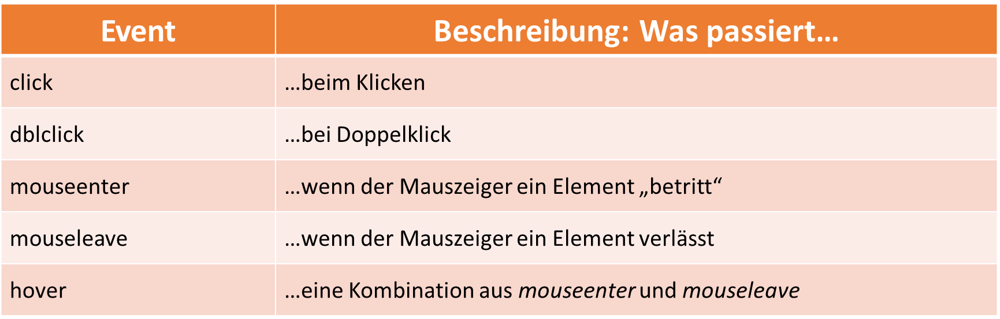 Event Beschreibung: Was passiert…
click …beim Klicken
dblclick …bei Doppelklick
mouseenter …wenn der Mauszeiger ein Element „betritt“
mouseleave …wenn der Mauszeiger ein Element verlässt
hover …eine Kombination aus mouseenter und mouseleave